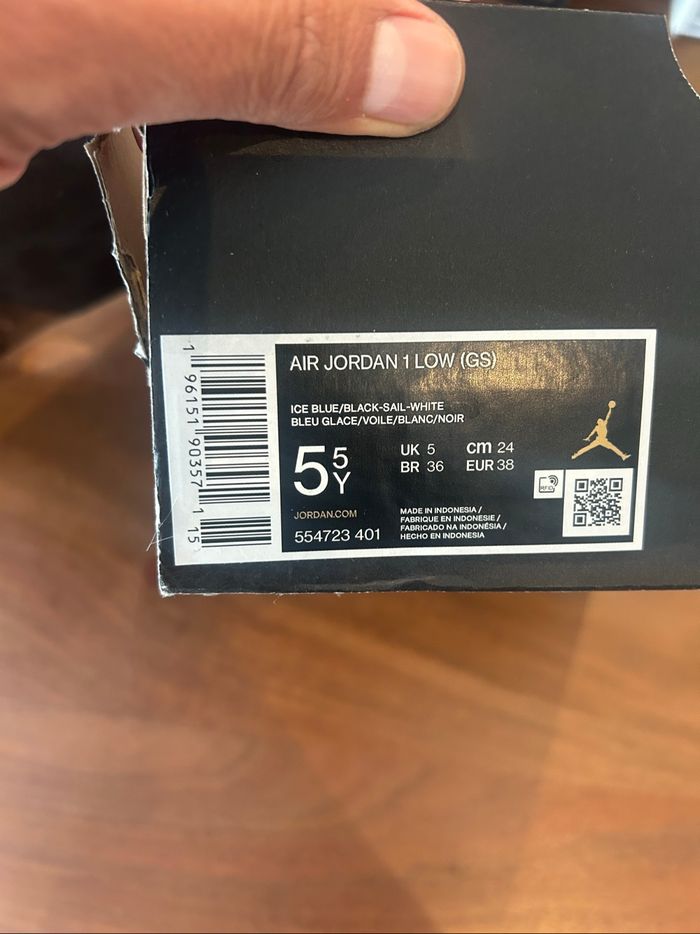 AIR JORDAN 1 LOW (GS)
ICE BLUE/BLACK-SAIL-WHITE
BLEU GLACE/VOILE/BLANC/NOIR
5 5 Y
UK 5 cm 24
BR 36 EUR 38
RFID
JORDAN.COM
554723 401
MADE IN INDONESIA /
FABRIQUE EN INDONESIE /
FABRICADO NA INDONÉSIA /
HECHO EN INDONESIA
1 96151 90357 1 15